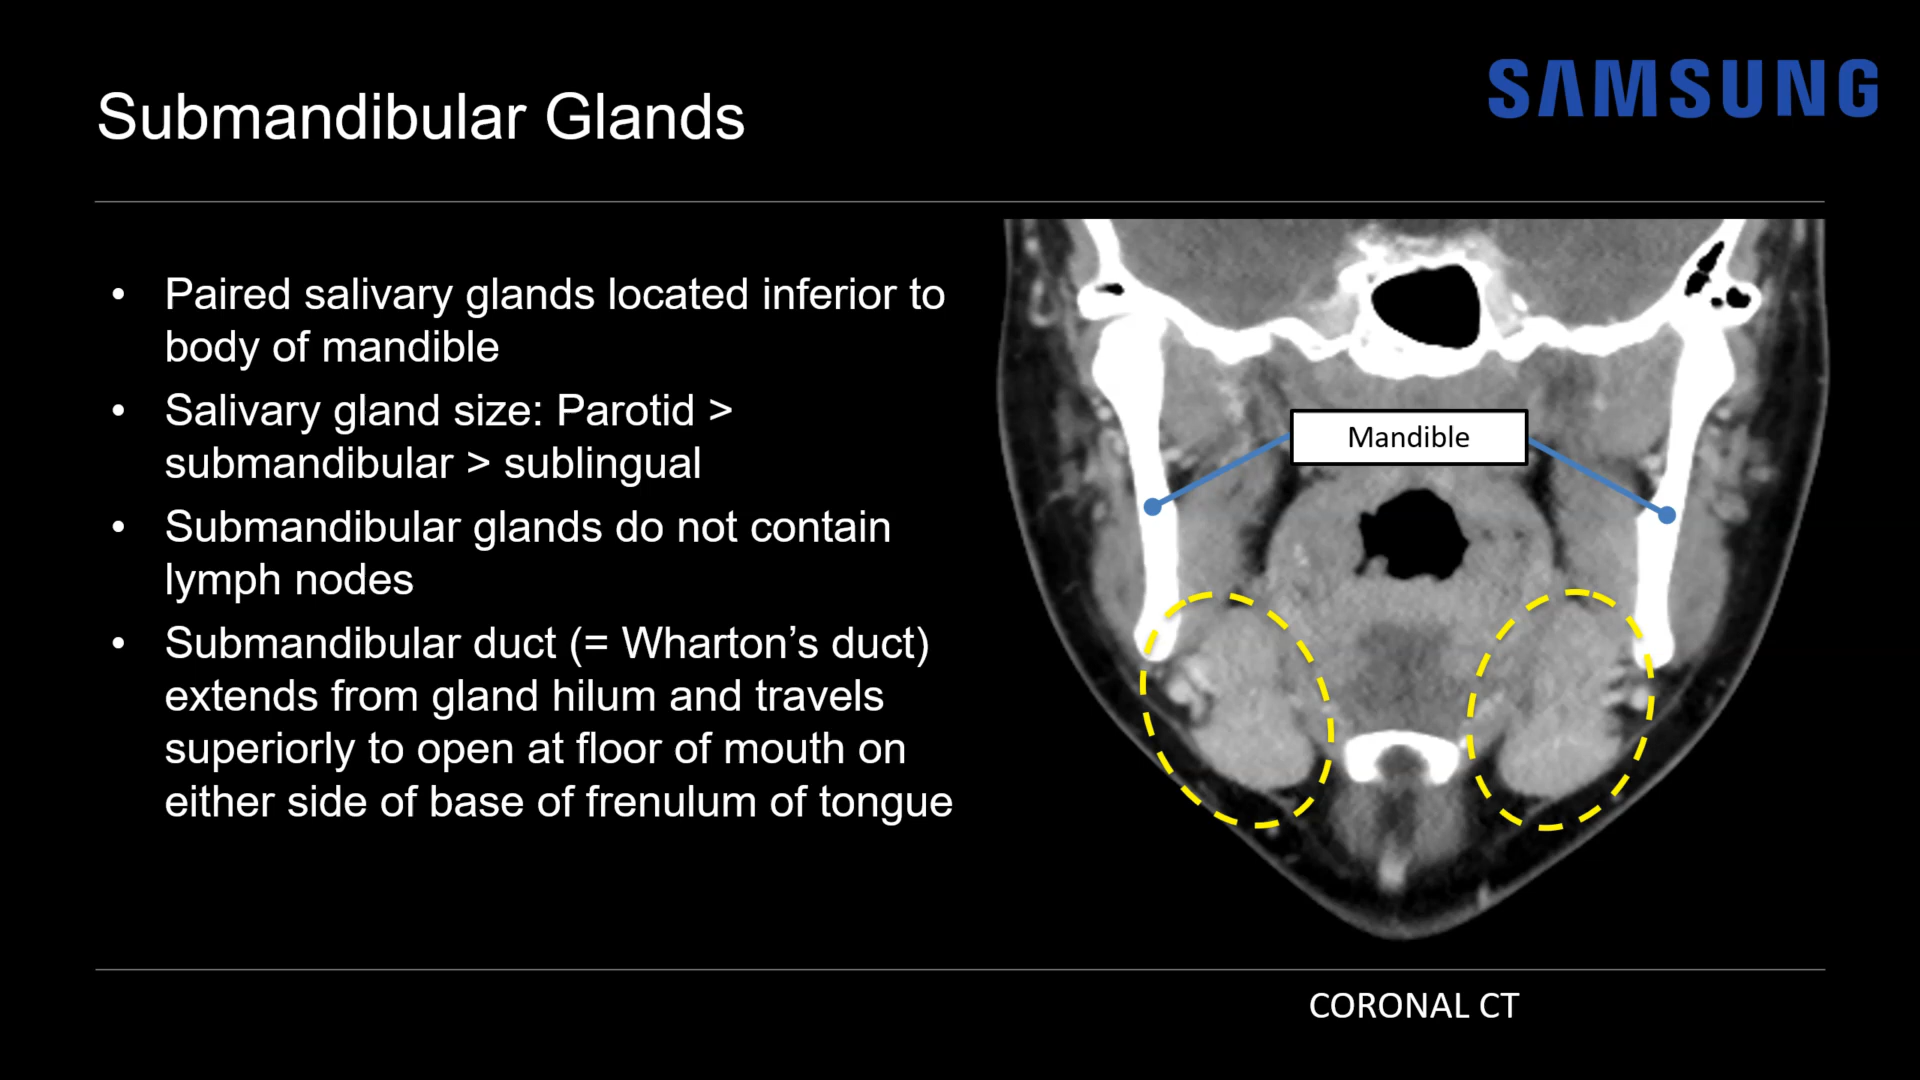 SAMSUNG
Submandibular Glands
• Paired salivary glands located inferior to
body of mandible
• Salivary gland size: Parotid >
submandibular > sublingual
• Submandibular glands do not contain
lymph nodes
• Submandibular duct (= Wharton’s duct)
extends from gland hilum and travels
superiorly to open at floor of mouth on
either side of base of frenulum of tongue
Mandible
CORONAL CT